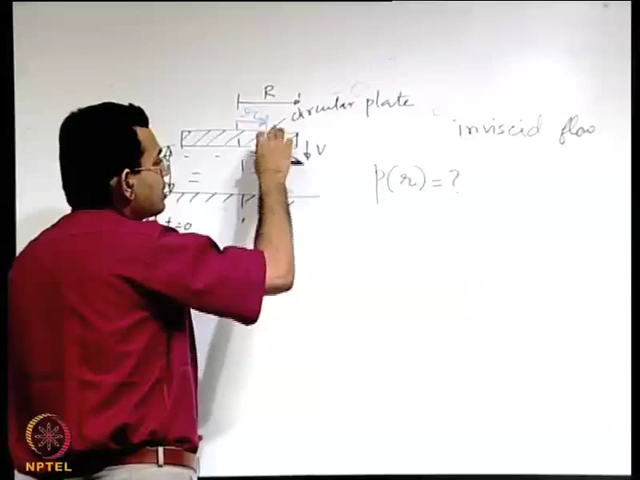 R
r
circular plate
inviscid flow
V
p(r) = ?
t=0
NPTEL